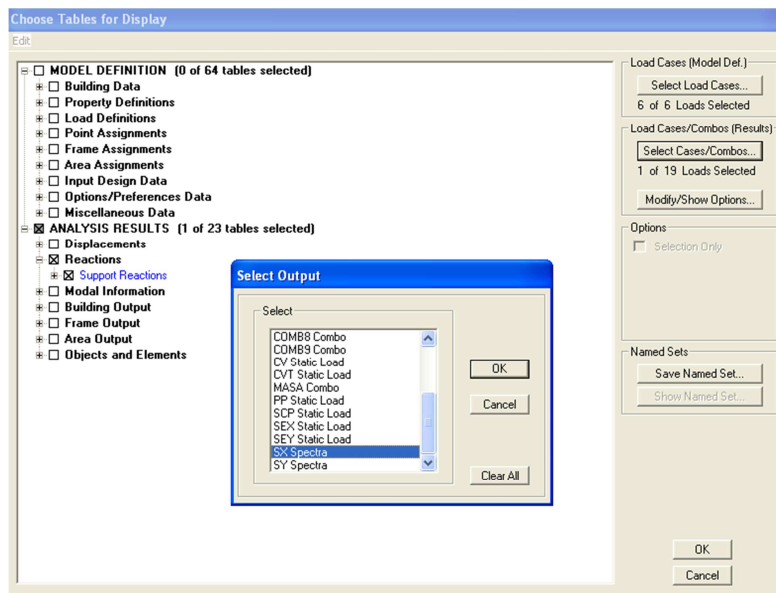 Choose Tables for Display
Edit
MODEL DEFINITION (0 of 64 tables selected)
Building Data
Property Definitions
Load Definitions
Point Assignments
Frame Assignments
Area Assignments
Input Design Data
Options/Preferences Data
Miscellaneous Data
ANALYSIS RESULTS (1 of 23 tables selected)
Displacements
Reactions
Support Reactions
Modal Information
Building Output
Frame Output
Area Output
Objects and Elements
Select Output
Select
COMB8 Combo
COMB9 Combo
CV Static Load
CVT Static Load
MASA Combo
PP Static Load
SCP Static Load
SEX Static Load
SEY Static Load
SX Spectra
SY Spectra
OK
Cancel
Clear All
Load Cases (Model Def.)
Select Load Cases...
6 of 6 Loads Selected
Load Cases/Combos (Results)
Select Cases/Combos...
1 of 19 Loads Selected
Modify/Show Options...
Options
Selection Only
Named Sets
Save Named Set...
Show Named Set...
OK
Cancel